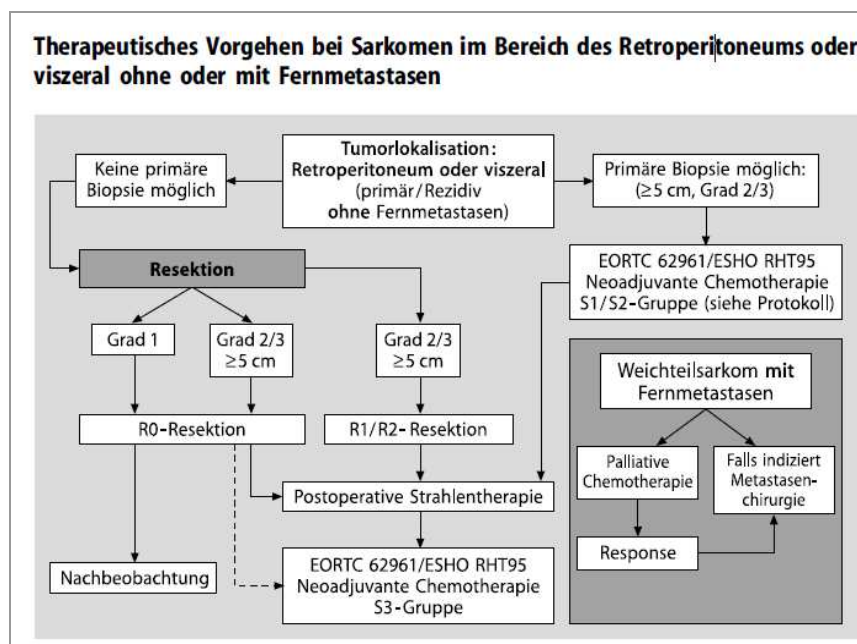 Therapeutisches Vorgehen bei Sarkomen im Bereich des Retroperitoneums oder
viszeral ohne oder mit Fernmetastasen
Keine primäre
Biopsie möglich
Tumorlokalisation:
Retroperitoneum oder viszeral
(primär/Rezidiv
ohne Fernmetastasen)
Primäre Biopsie möglich:
(≥5 cm, Grad 2/3)
Resektion
EORTC 62961/ESHO RHT95
Neoadjuvante Chemotherapie
S1/S2-Gruppe (siehe Protokoll)
Grad 1
Grad 2/3
≥5 cm
Grad 2/3
≥5 cm
R0-Resektion
R1/R2-Resektion
Postoperative Strahlentherapie
Nachbeobachtung
EORTC 62961/ESHO RHT95
Neoadjuvante Chemotherapie
S3-Gruppe
Weichteilsarkom mit
Fernmetastasen
Palliative
Chemotherapie
Falls indiziert
Metastasen-
chirurgie
Response